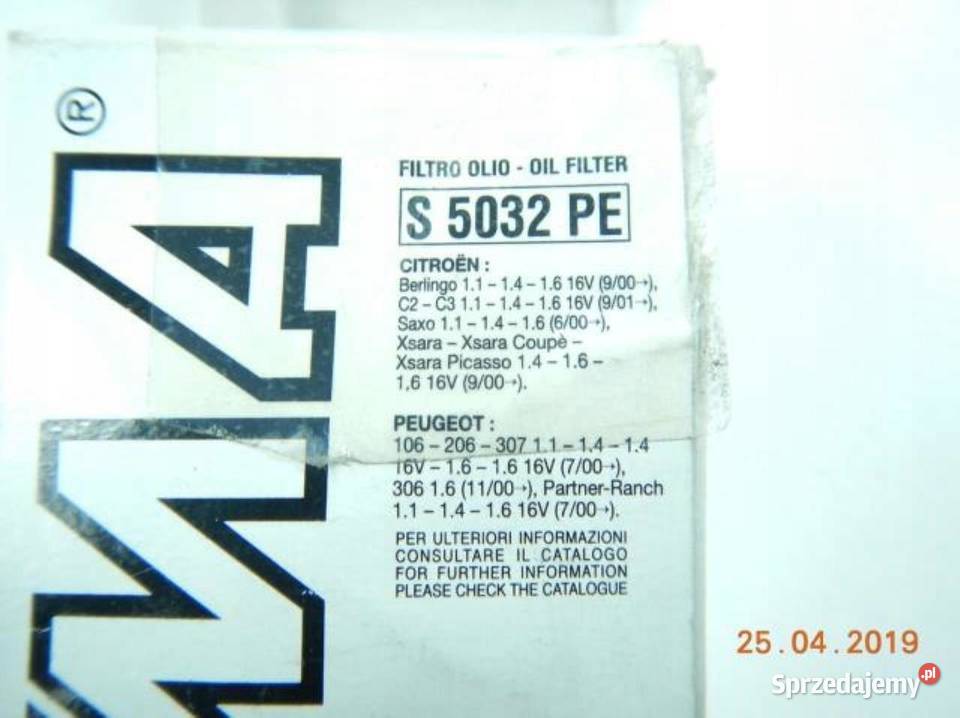 ®
FILTRO OLIO - OIL FILTER
S 5032 PE
CITROËN :
Berlingo 1.1 – 1.4 – 1.6 16V (9/00→),
C2 – C3 1.1 – 1.4 – 1.6 16V (9/01→),
Saxo 1.1 – 1.4 – 1.6 (6/00→),
Xsara – Xsara Coupè –
Xsara Picasso 1.4 – 1.6 –
1,6 16V (9/00→).
PEUGEOT :
106 – 206 – 307 1.1 – 1.4 – 1.4
16V – 1.6 – 1.6 16V (7/00→),
306 1.6 (11/00→), Partner-Ranch
1.1 – 1.4 – 1.6 16V (7/00→).
PER ULTERIORI INFORMAZIONI
CONSULTARE IL CATALOGO
FOR FURTHER INFORMATION
PLEASE CHECK THE CATALOGUE
25.04.2019
Sprzedajemy.pl